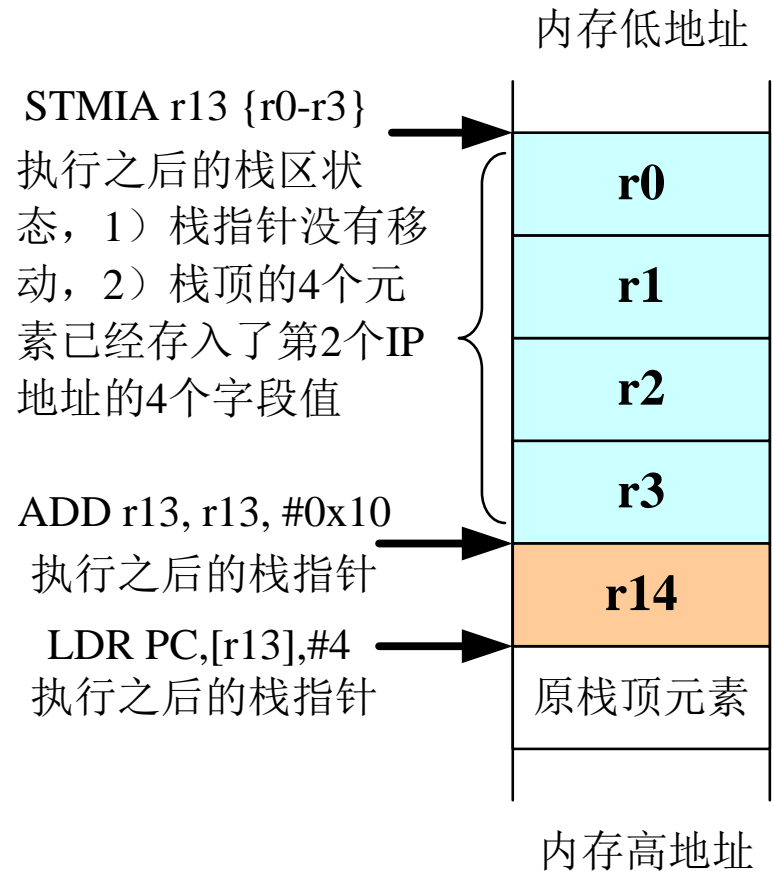 内存低地址
STMIA r13 {r0-r3}
执行之后的栈区状
态，1）栈指针没有移
动，2）栈顶的4个元
素已经存入了第2个IP
地址的4个字段值
r0
r1
r2
r3
ADD r13, r13, #0x10
执行之后的栈指针
r14
LDR PC,[r13],#4
执行之后的栈指针
原栈顶元素
内存高地址